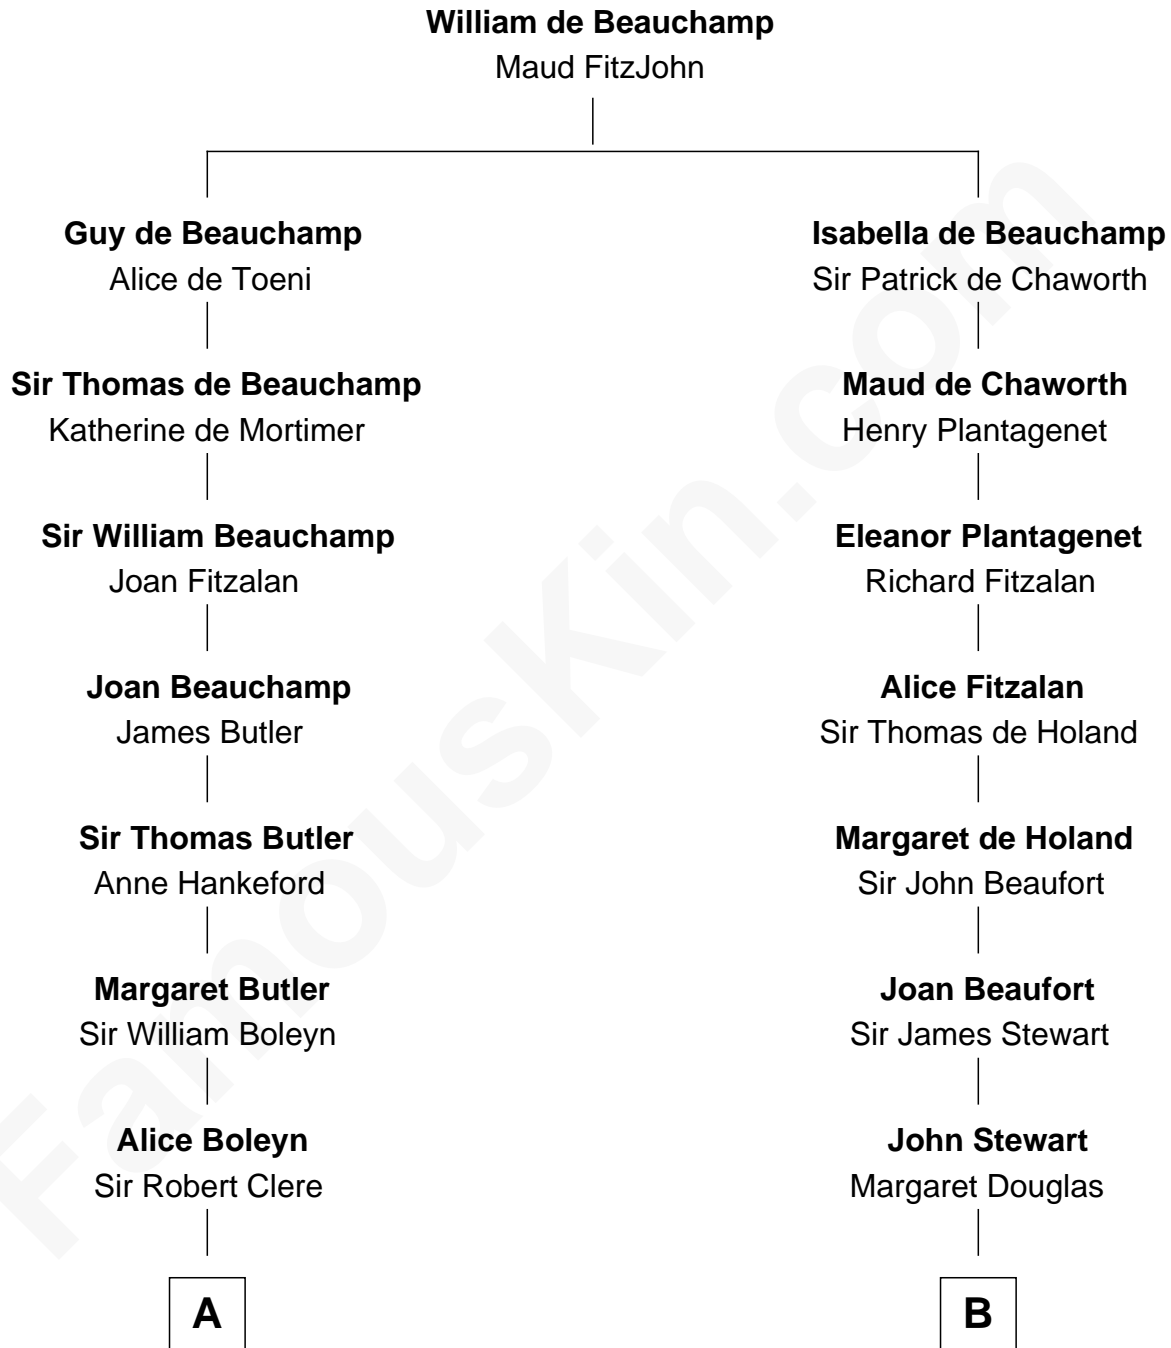 William de Beauchamp
Maud FitzJohn
Guy de Beauchamp
Alice de Toeni
Isabella de Beauchamp
Sir Patrick de Chaworth
Sir Thomas de Beauchamp
Katherine de Mortimer
Maud de Chaworth
Henry Plantagenet
Sir William Beauchamp
Joan Fitzalan
Eleanor Plantagenet
Richard Fitzalan
Joan Beauchamp
James Butler
Alice Fitzalan
Sir Thomas de Holand
Sir Thomas Butler
Anne Hankeford
Margaret de Holand
Sir John Beaufort
Margaret Butler
Sir William Boleyn
Joan Beaufort
Sir James Stewart
Alice Boleyn
Sir Robert Clere
John Stewart
Margaret Douglas
A
B
FamousKin.com